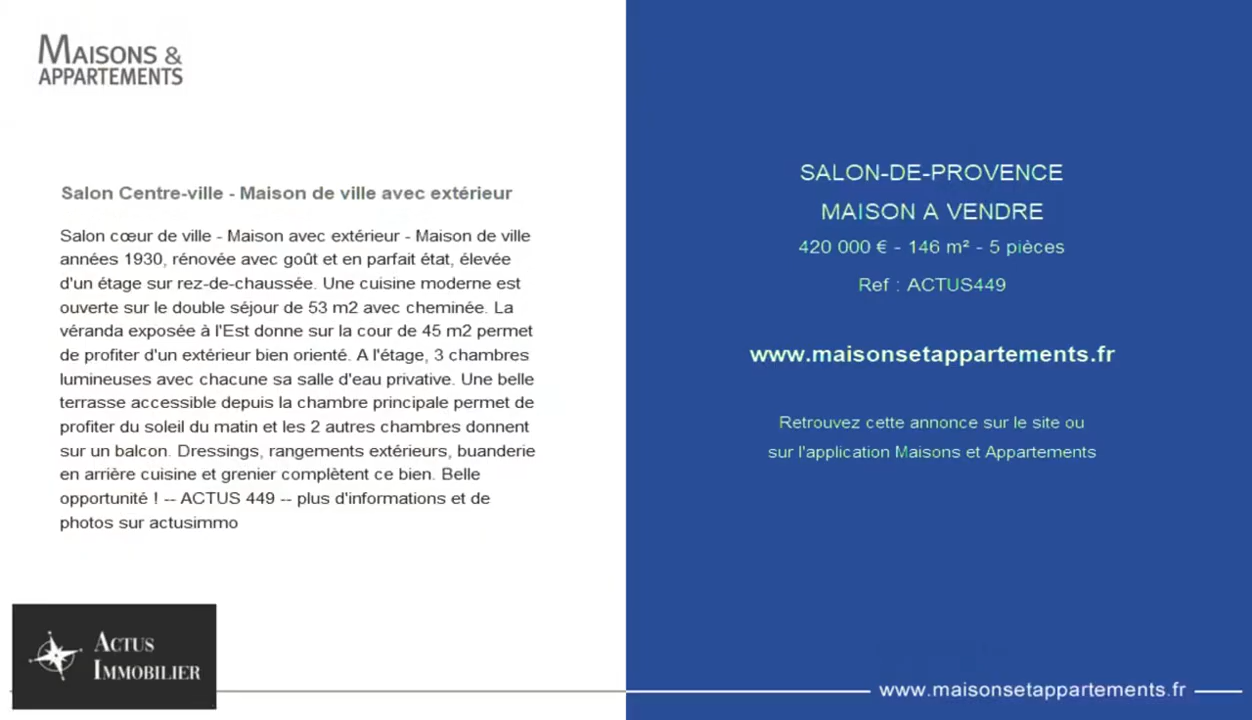 MAISONS &
APPARTEMENTS
Salon Centre-ville - Maison de ville avec extérieur
Salon cœur de ville - Maison avec extérieur - Maison de ville
années 1930, rénovée avec goût et en parfait état, élevée
d'un étage sur rez-de-chaussée. Une cuisine moderne est
ouverte sur le double séjour de 53 m2 avec cheminée. La
véranda exposée à l'Est donne sur la cour de 45 m2 permet
de profiter d'un extérieur bien orienté. A l'étage, 3 chambres
lumineuses avec chacune sa salle d'eau privative. Une belle
terrasse accessible depuis la chambre principale permet de
profiter du soleil du matin et les 2 autres chambres donnent
sur un balcon. Dressings, rangements extérieurs, buanderie
en arrière cuisine et grenier complètent ce bien. Belle
opportunité ! -- ACTUS 449 -- plus d'informations et de
photos sur actusimmo
ACTUS
IMMOBILIER
SALON-DE-PROVENCE
MAISON A VENDRE
420 000 € - 146 m² - 5 pièces
Ref : ACTUS449
www.maisonsetappartements.fr
Retrouvez cette annonce sur le site ou
sur l'application Maisons et Appartements
www.maisonsetappartements.fr